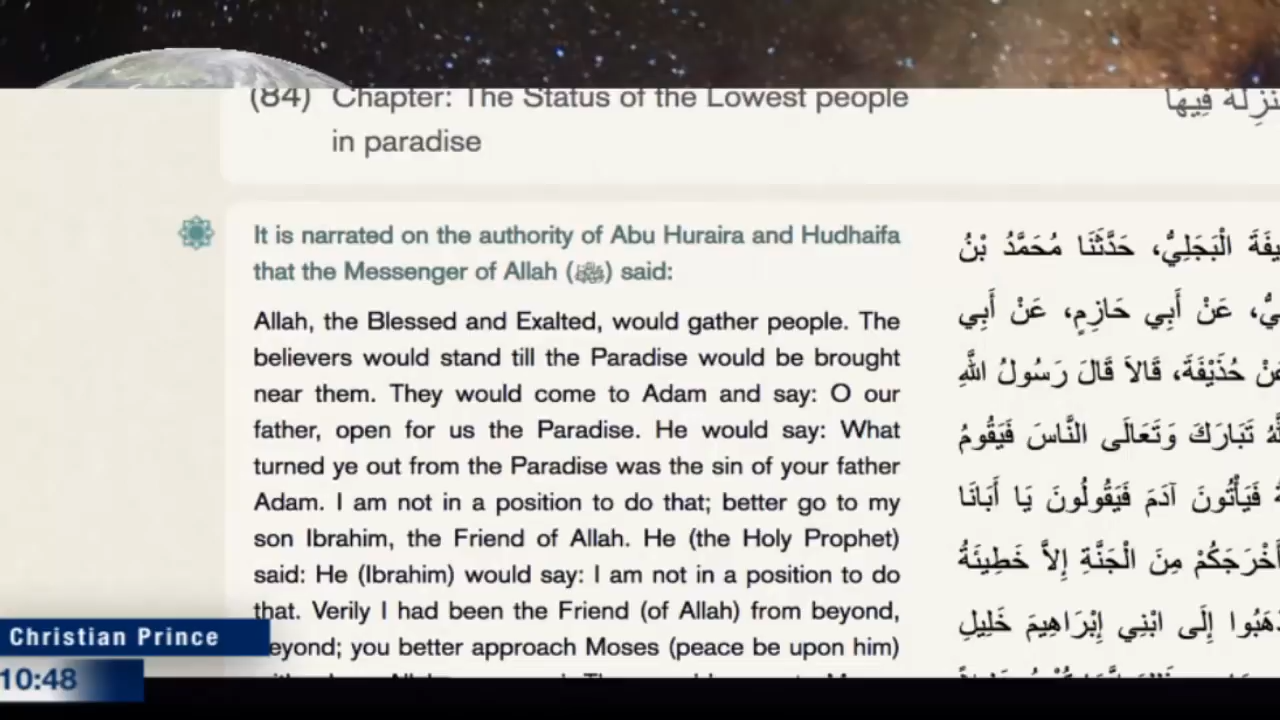 (84) Chapter: The Status of the Lowest people
in paradise
مَنْزِلَةً فِيهَا
It is narrated on the authority of Abu Huraira and Hudhaifa
that the Messenger of Allah (ﷺ) said:
Allah, the Blessed and Exalted, would gather people. The
believers would stand till the Paradise would be brought
near them. They would come to Adam and say: O our
father, open for us the Paradise. He would say: What
turned ye out from the Paradise was the sin of your father
Adam. I am not in a position to do that; better go to my
son Ibrahim, the Friend of Allah. He (the Holy Prophet)
said: He (Ibrahim) would say: I am not in a position to do
that. Verily I had been the Friend (of Allah) from beyond,
eyond; you better approach Moses (peace be upon him)
الْبَجَلِيُّ، حَدَّثَنَا مُحَمَّدُ بْنُ
عَنْ أَبِي حَازِمٍ، عَنْ أَبِي
حُذَيْفَةَ، قَالاَ قَالَ رَسُولُ اللَّهِ
تَبَارَكَ وَتَعَالَى النَّاسَ فَيَقُومُ
فَيَأْتُونَ آدَمَ فَيَقُولُونَ يَا أَبَانَا
أَخْرَجَكُمْ مِنَ الْجَنَّةِ إِلاَّ خَطِيئَةُ
إِلَى ابْنِي إِبْرَاهِيمَ خَلِيلِ
Christian Prince
10:48